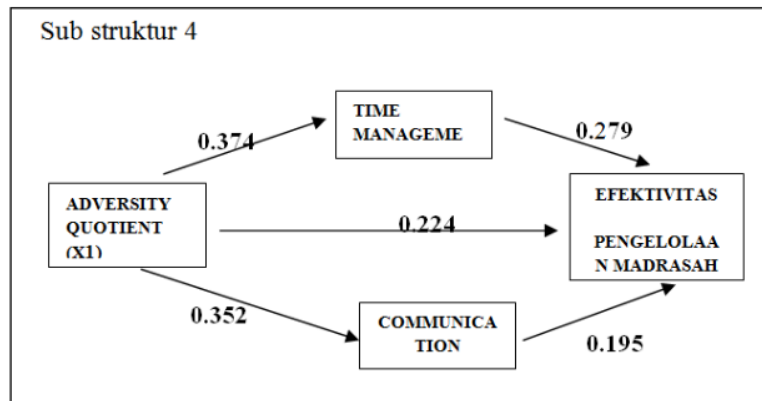 Sub struktur 4
TIME
MANAGEME
0.374
0.279
ADVERSITY
QUOTIENT
(X1)
0.224
EFEKTIVITAS
PENGELOLAA
N MADRASAH
0.352
COMMUNICA
TION
0.195